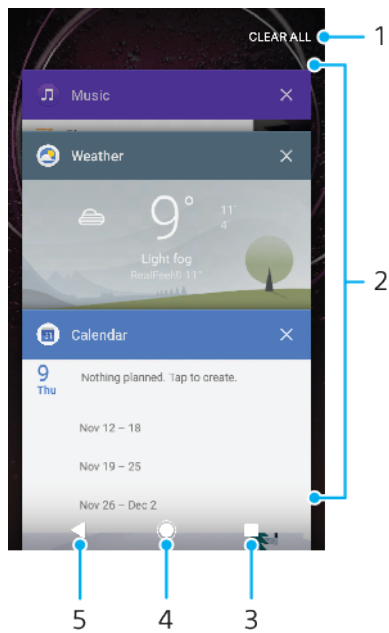 CLEAR ALL
1
Music
Weather
9°
11°
4°
Light fog
RealFeel® 11°
2
31
Calendar
9
Thu
Nothing planned. Tap to create.
Nov 12 – 18
Nov 19 – 25
Nov 26 – Dec 2
5
4
3